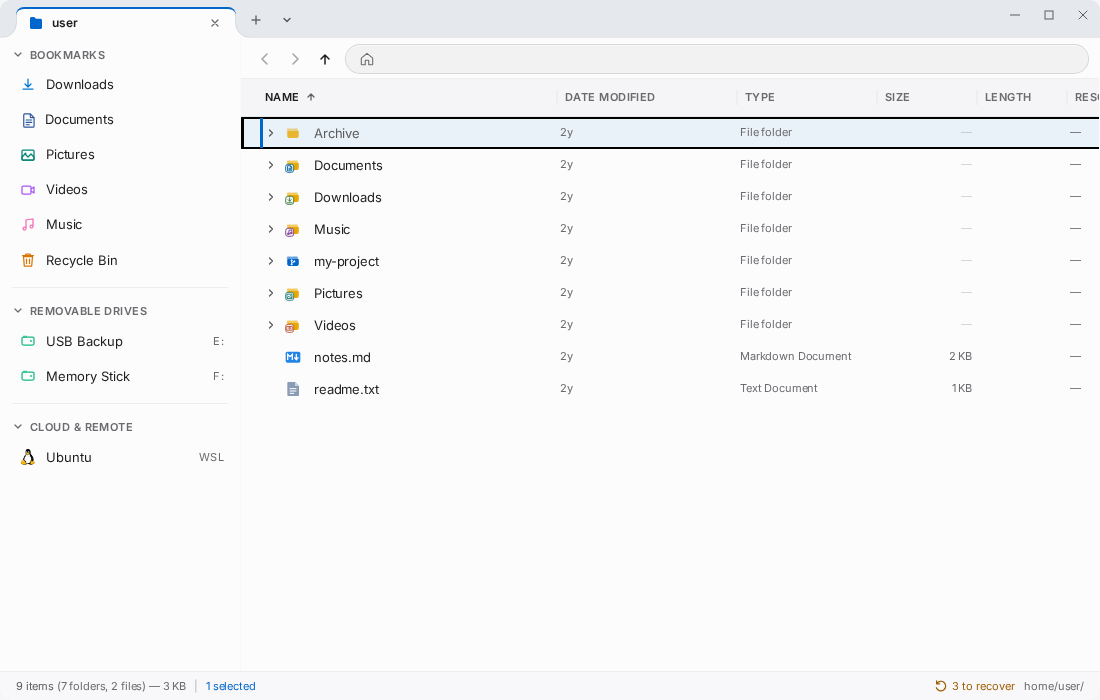 user
BOOKMARKS
Downloads
Documents
Pictures
Videos
Music
Recycle Bin
REMOVABLE DRIVES
USB Backup E:
Memory Stick F:
CLOUD & REMOTE
Ubuntu WSL
NAME DATE MODIFIED TYPE SIZE LENGTH
Archive 2y File folder —
Documents 2y File folder — —
Downloads 2y File folder — —
Music 2y File folder — —
my-project 2y File folder — —
Pictures 2y File folder — —
Videos 2y File folder — —
notes.md 2y Markdown Document 2 KB —
readme.txt 2y Text Document 1 KB —
9 items (7 folders, 2 files) — 3 KB | 1 selected
3 to recover home/user/